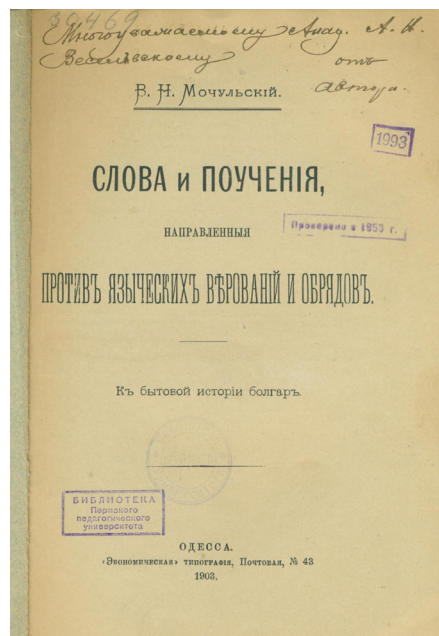 39469
Многоуважаемому Акад. А. Н.
Веселовскому от
автора.
В. Н. Мочульскій.
1993
СЛОВА и ПОУЧЕНІЯ,
НАПРАВЛЕННЫЯ
Проверено в 1953 г.
ПРОТИВЪ ЯЗЫЧЕСКИХЪ ВѢРОВАНІЙ И ОБРЯДОВЪ.
Къ бытовой исторіи болгаръ.
БИБЛИОТЕКА
Пермского
педагогического
университета
ОДЕССА.
«Экономическая» типографія, Почтовая, № 43
1903.